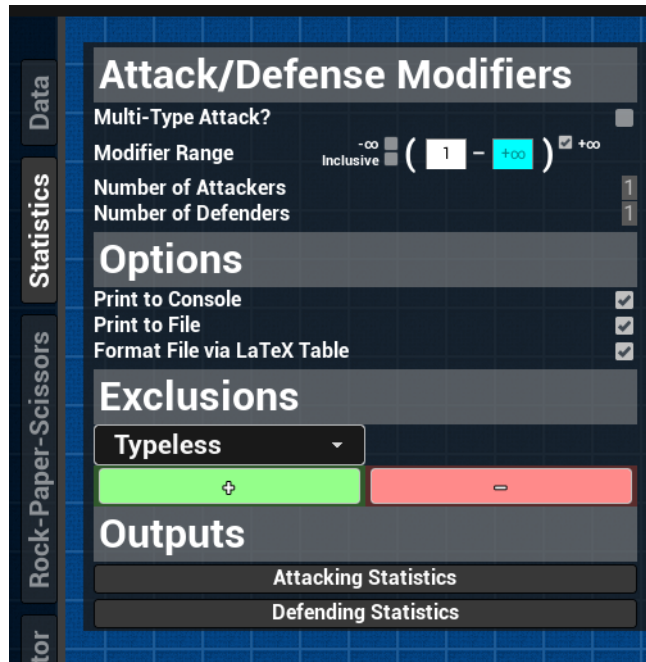 Data
Statistics
Rock-Paper-Scissors
tor
Attack/Defense Modifiers
Multi-Type Attack?
Modifier Range -∞ Inclusive ( 1 - +∞ ) +∞
Number of Attackers 1
Number of Defenders 1
Options
Print to Console
Print to File
Format File via LaTeX Table
Exclusions
Typeless
+ -
Outputs
Attacking Statistics
Defending Statistics